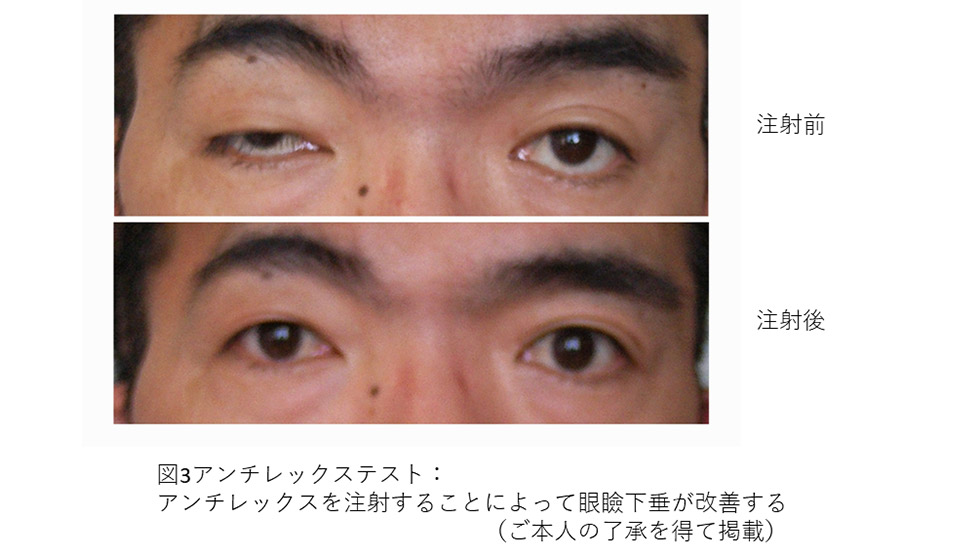 注射前
注射後
図3アンチレックステスト：
アンチレックスを注射することによって眼瞼下垂が改善する
（ご本人の了承を得て掲載）